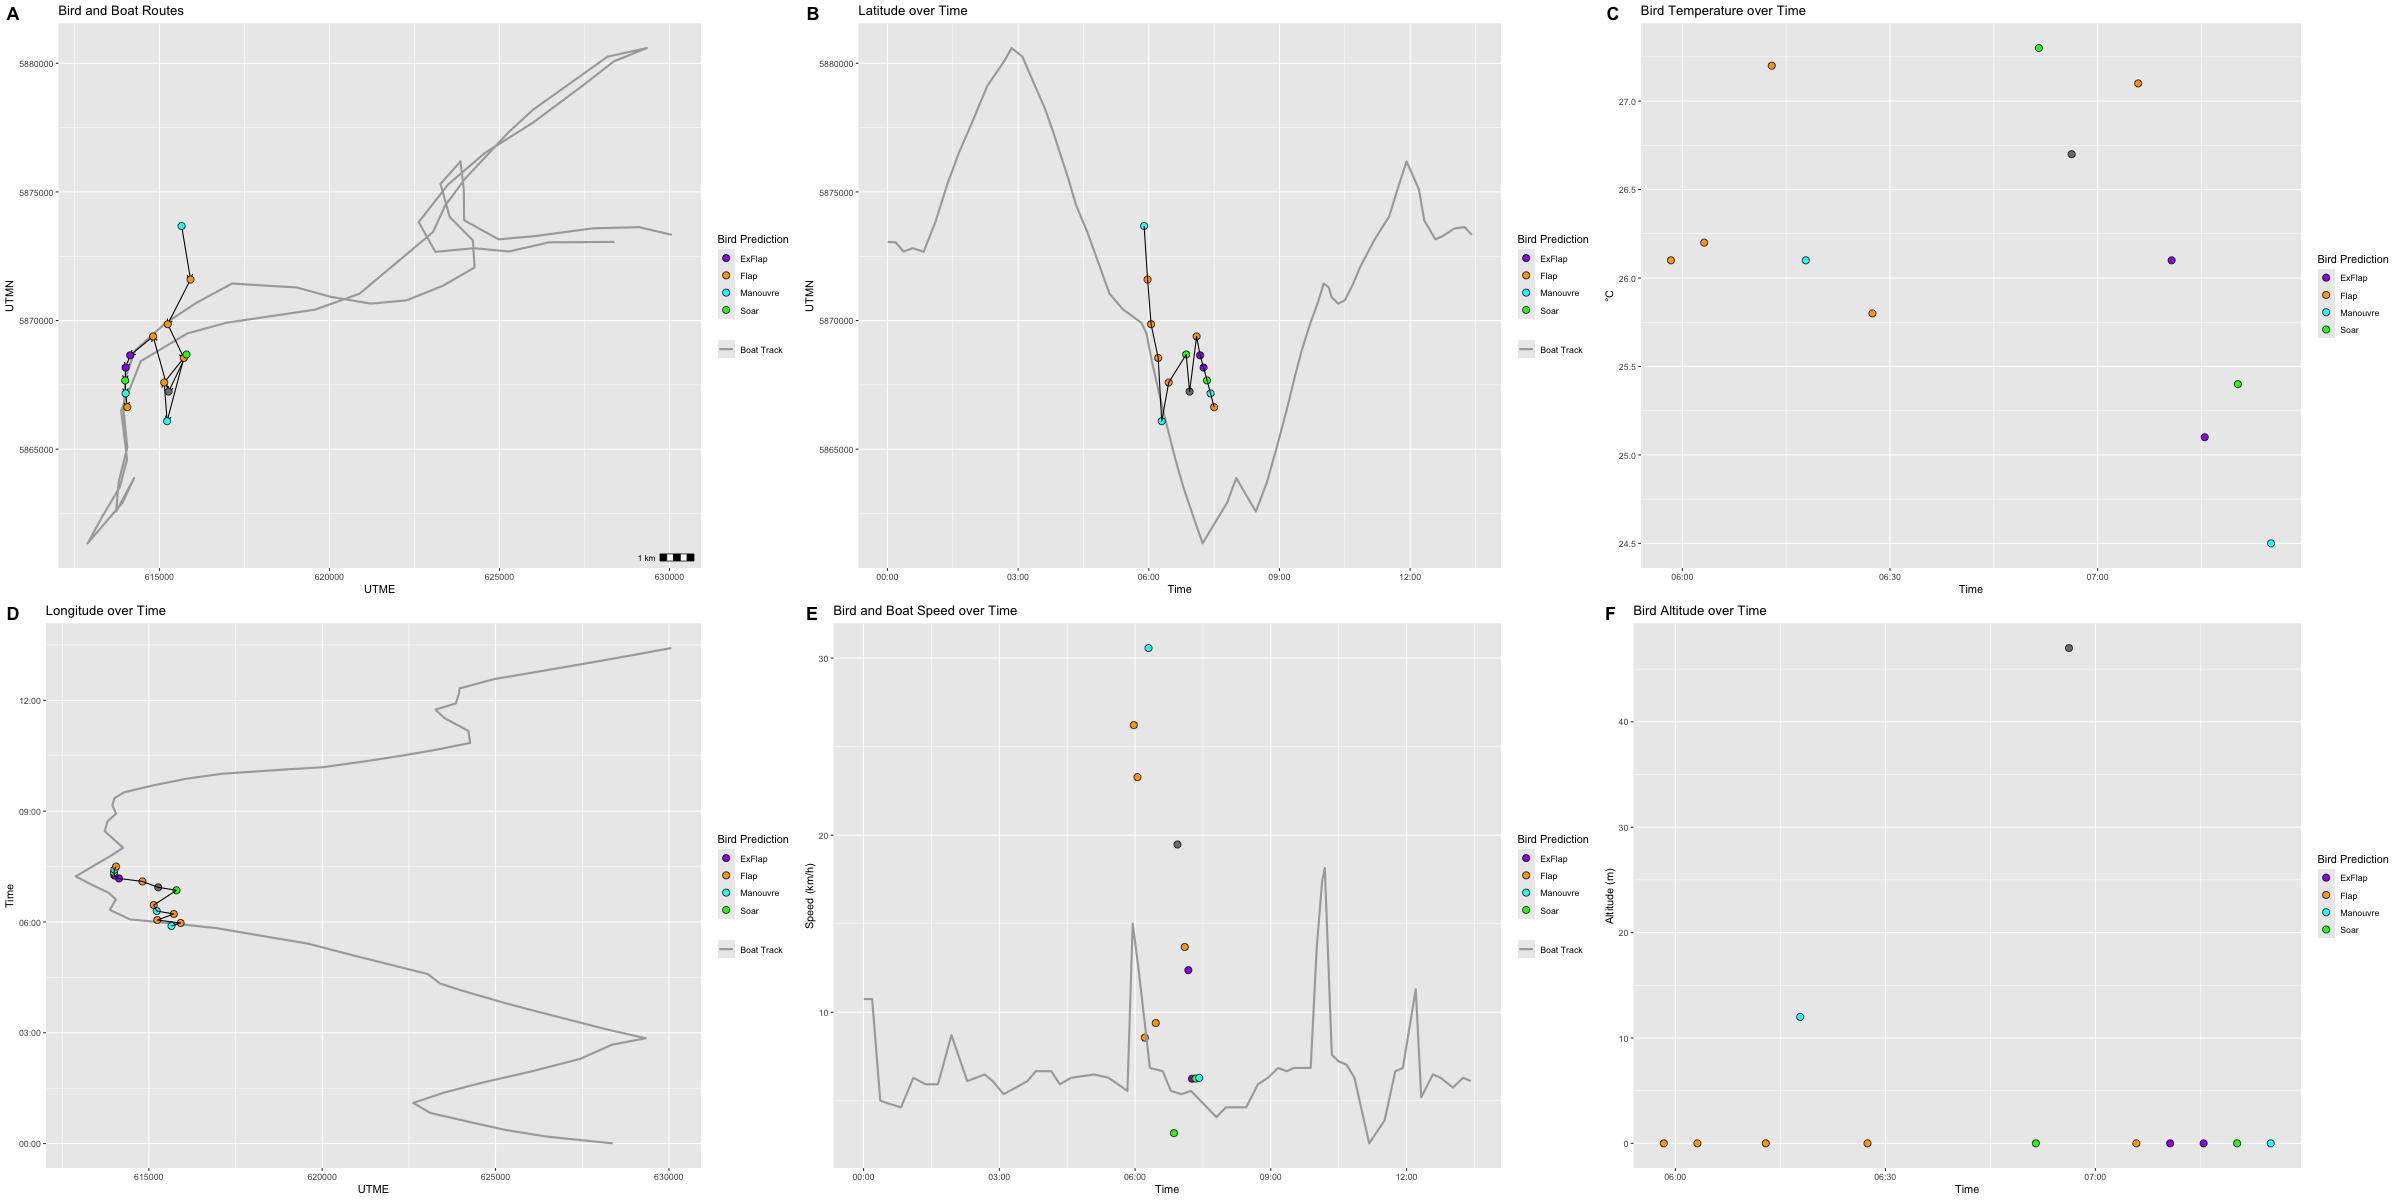 A Bird and Boat Routes
5880000
5875000
5870000
5865000
UTMN
615000 620000 625000 630000
UTME
1 km
Bird Prediction
ExFlap
Flap
Manouvre
Soar
Boat Track
B Latitude over Time
5880000
5875000
5870000
5865000
UTMN
00:00 03:00 06:00 09:00 12:00
Time
Bird Prediction
ExFlap
Flap
Manouvre
Soar
Boat Track
C Bird Temperature over Time
27.0
26.5
26.0
25.5
25.0
24.5
°C
06:00 06:30 07:00
Time
Bird Prediction
ExFlap
Flap
Manouvre
Soar
D Longitude over Time
12:00
09:00
06:00
03:00
00:00
Time
615000 620000 625000 630000
UTME
Bird Prediction
ExFlap
Flap
Manouvre
Soar
Boat Track
E Bird and Boat Speed over Time
30
20
10
Speed (km/h)
00:00 03:00 06:00 09:00 12:00
Time
Bird Prediction
ExFlap
Flap
Manouvre
Soar
Boat Track
F Bird Altitude over Time
40
30
20
10
0
Altitude (m)
06:00 06:30 07:00
Time
Bird Prediction
ExFlap
Flap
Manouvre
Soar